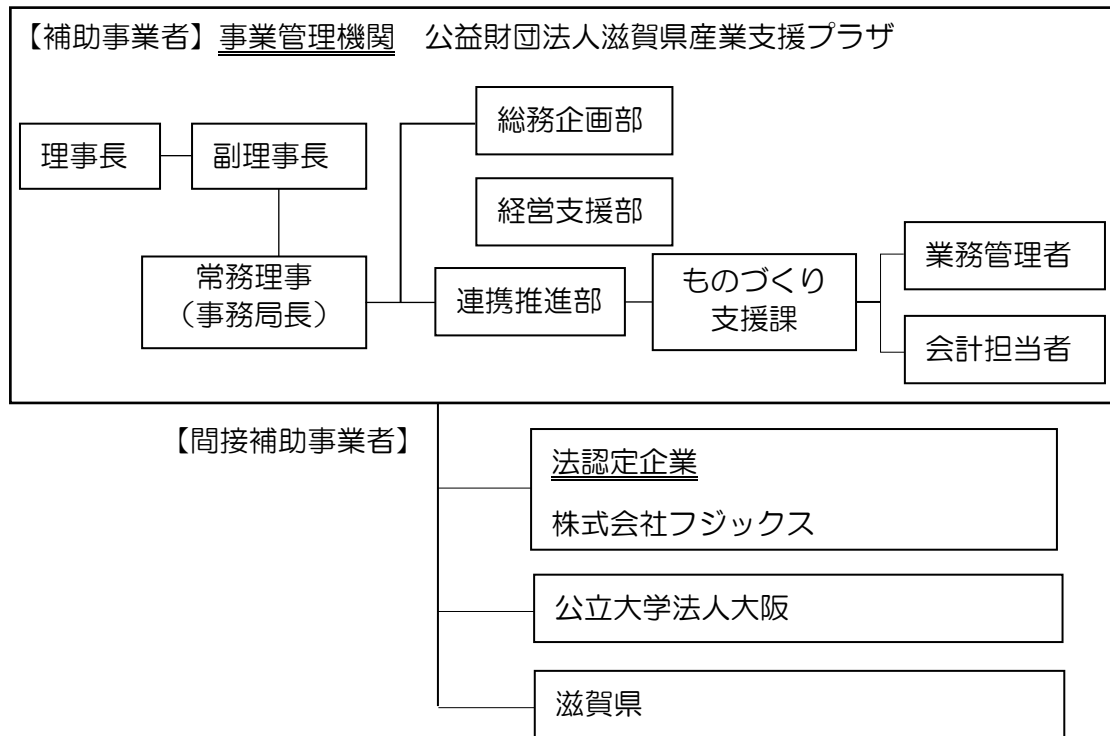 【補助事業者】事業管理機関　公益財団法人滋賀県産業支援プラザ
総務企画部
理事長
副理事長
経営支援部
業務管理者
常務理事
（事務局長）
連携推進部
ものづくり
支援課
会計担当者
【間接補助事業者】
法認定企業
株式会社フジックス
公立大学法人大阪
滋賀県